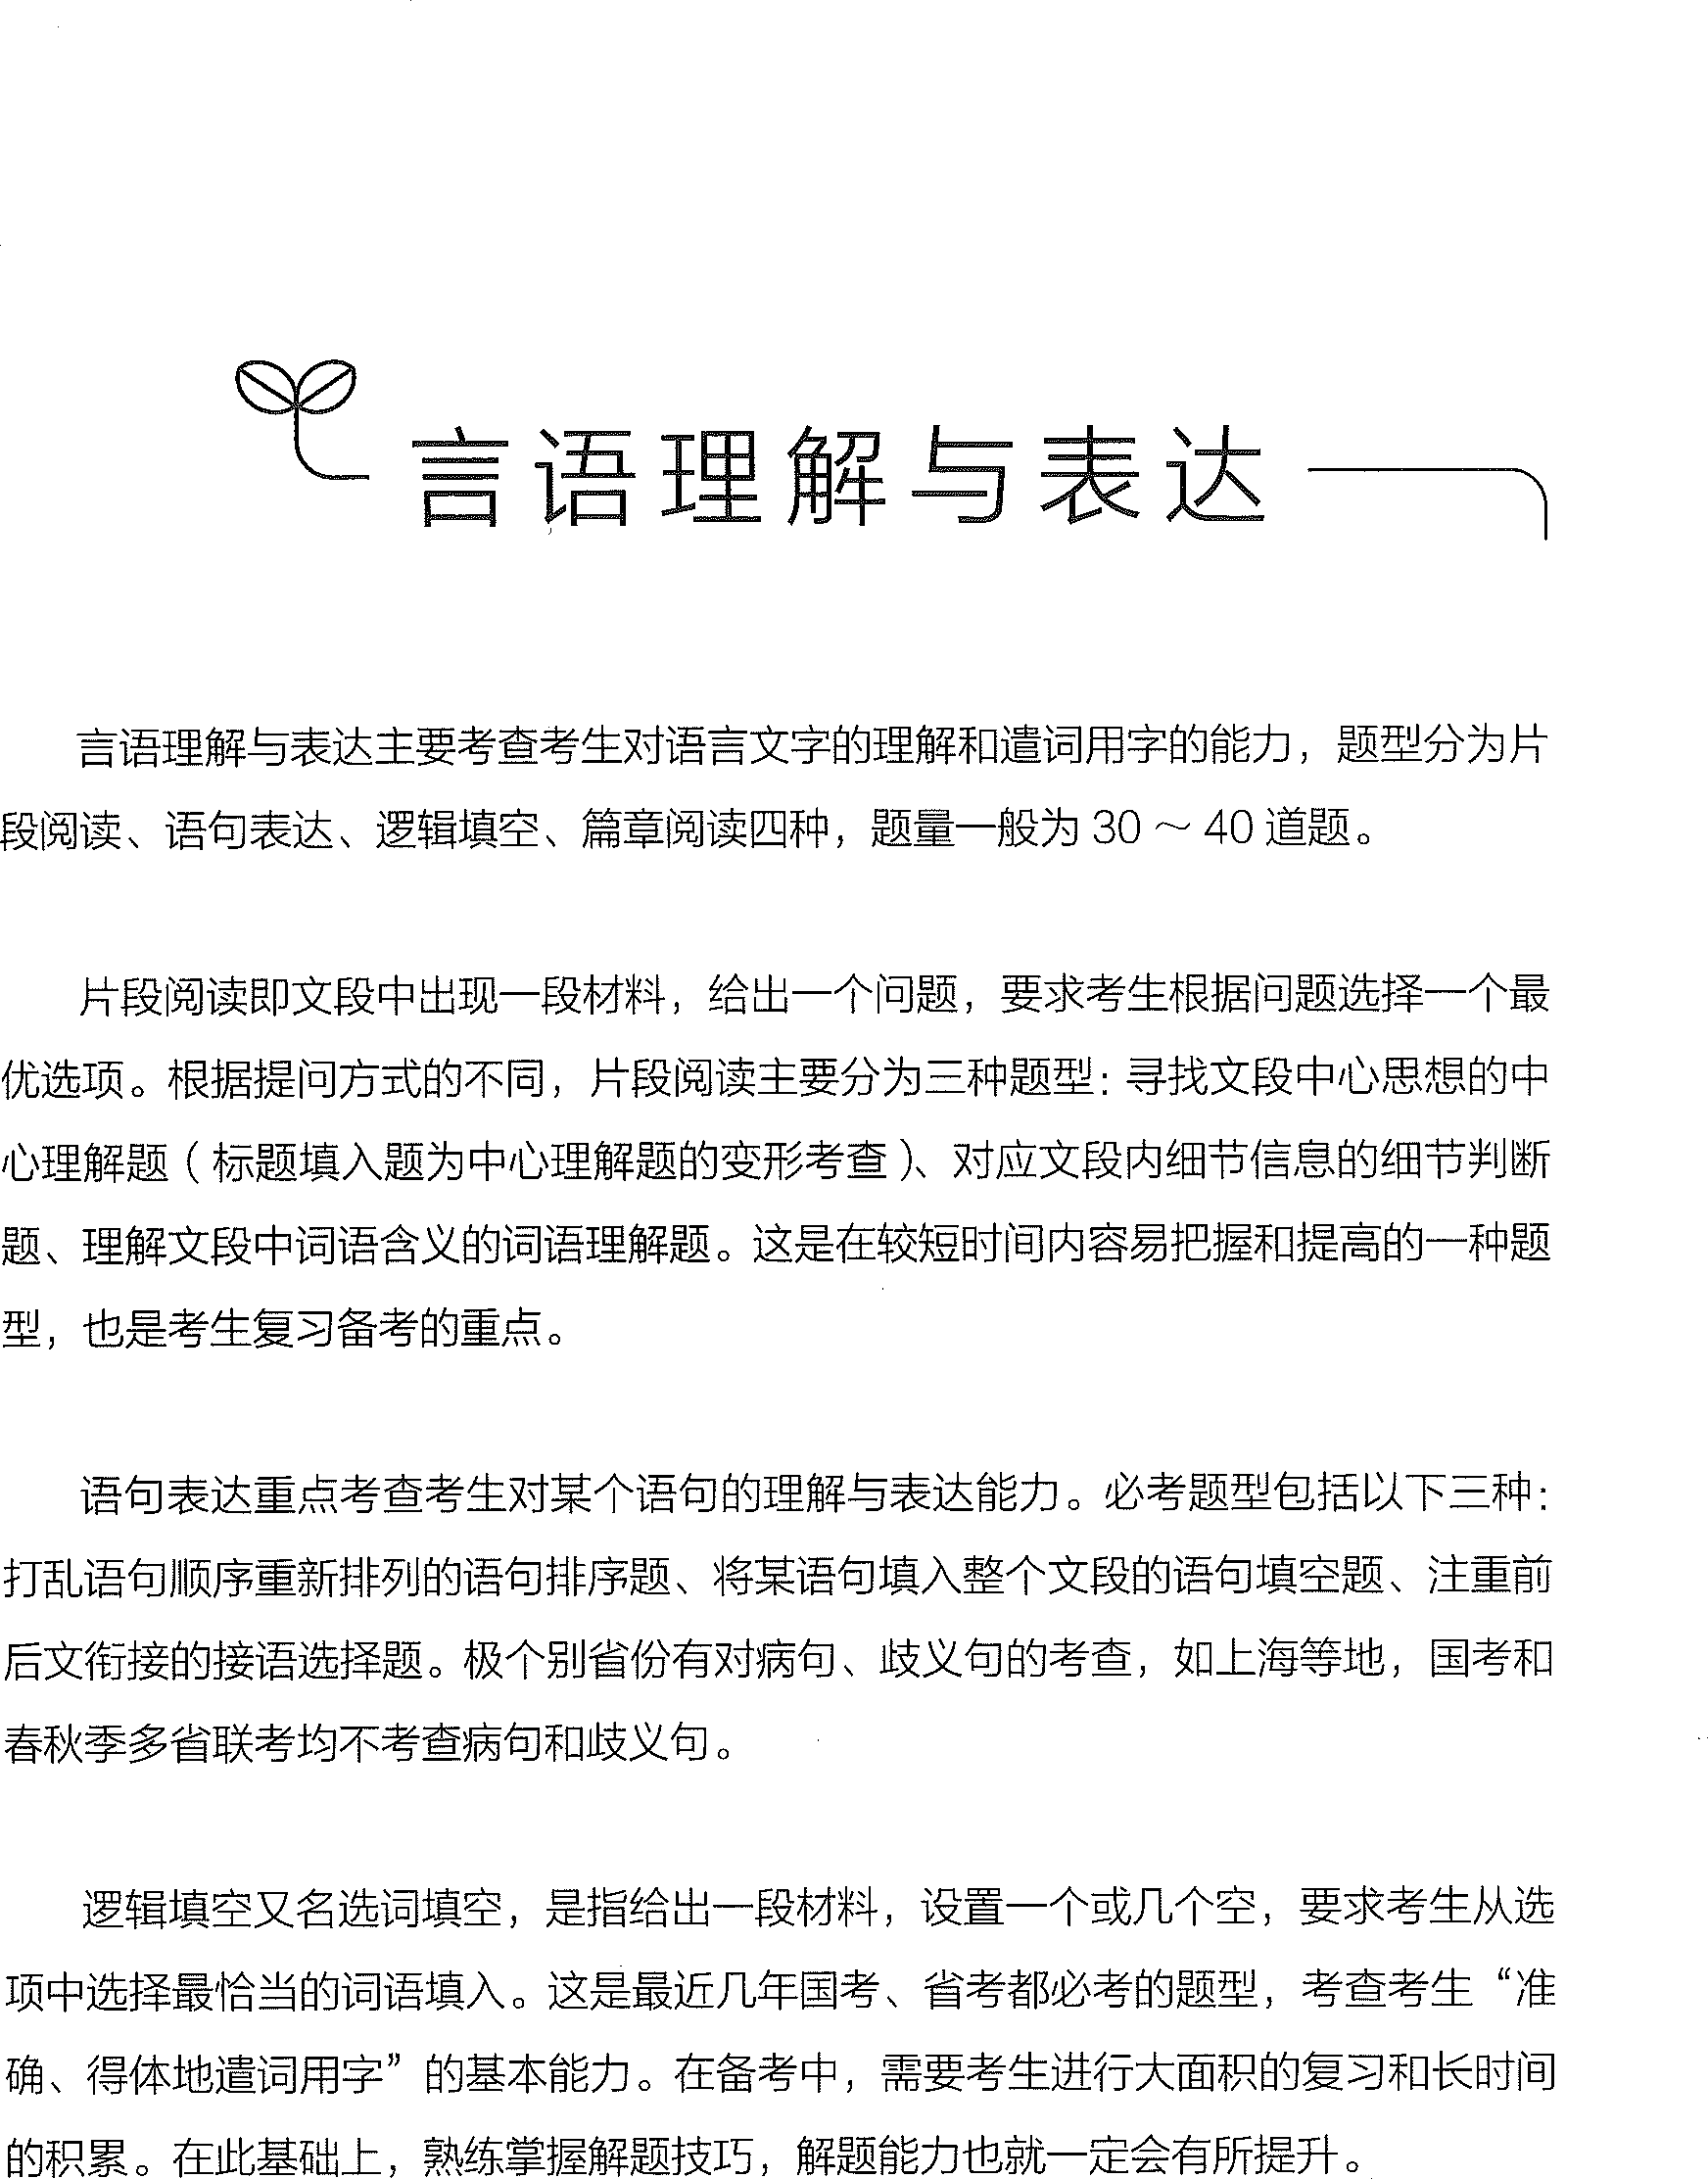 言语理解与表达
言语理解与表达主要考查考生对语言文字的理解和遣词用字的能力，题型分为片
段阅读、语句表达、逻辑填空、篇章阅读四种，题量一般为 30～40 道题。
片段阅读即文段中出现一段材料，给出一个问题，要求考生根据问题选择一个最
优选项。根据提问方式的不同，片段阅读主要分为三种题型：寻找文段中心思想的中
心理解题（标题填入题为中心理解题的变形考查）、对应文段内细节信息的细节判断
题、理解文段中词语含义的词语理解题。这是在较短时间内容易把握和提高的一种题
型，也是考生复习备考的重点。
语句表达重点考查考生对某个语句的理解与表达能力。必考题型包括以下三种：
打乱语句顺序重新排列的语句排序题、将某语句填入整个文段的语句填空题、注重前
后文衔接的接语选择题。极个别省份有对病句、歧义句的考查，如上海等地，国考和
春秋季多省联考均不考查病句和歧义句。
逻辑填空又名选词填空，是指给出一段材料，设置一个或几个空，要求考生从选
项中选择最恰当的词语填入。这是最近几年国考、省考都必考的题型，考查考生“准
确、得体地遣词用字”的基本能力。在备考中，需要考生进行大面积的复习和长时间
的积累。在此基础上，熟练掌握解题技巧，解题能力也就一定会有所提升。